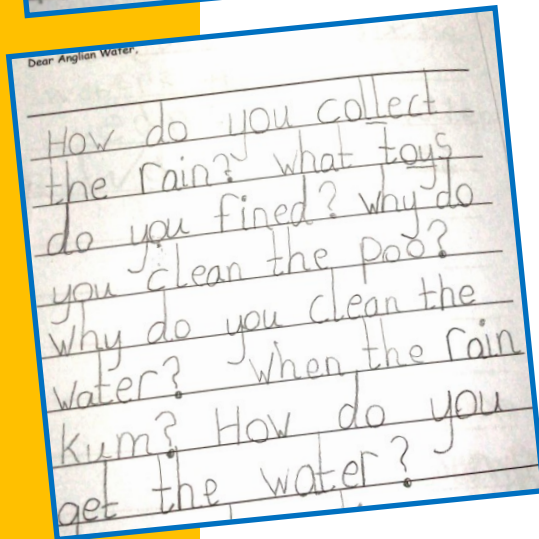 Dear Anglian Water,
How do you collect
the rain? what toys
do you fined? why do
you clean the poo?
why do you clean the
water? when the rain
kum? How do you
get the water?